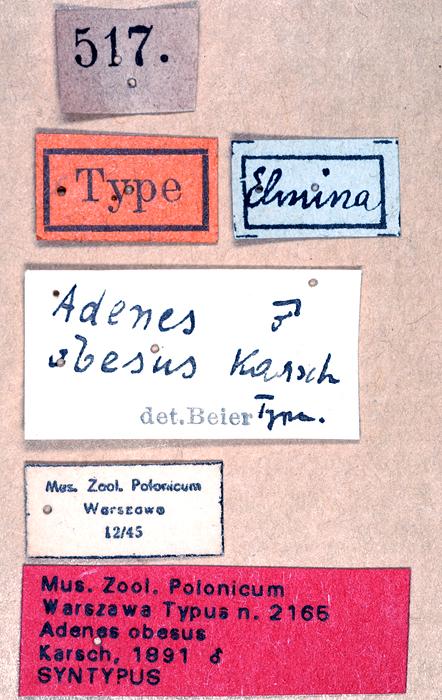 517.
Type
Elmina
Adenes ♂
obesus Karsch
det. Beier Type.
Mus. Zool. Polonicum
Warszawa
12/45
Mus. Zool. Polonicum
Warszawa Typus n. 2165
Adenes obesus
Karsch, 1891 ♂
SYNTYPUS